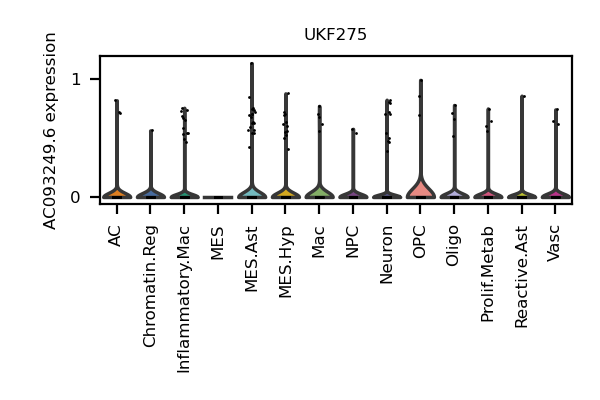 UKF275
AC093249.6 expression
1
0
AC
Chromatin.Reg
Inflammatory.Mac
MES
MES.Ast
MES.Hyp
Mac
NPC
Neuron
OPC
Oligo
Prolif.Metab
Reactive.Ast
Vasc